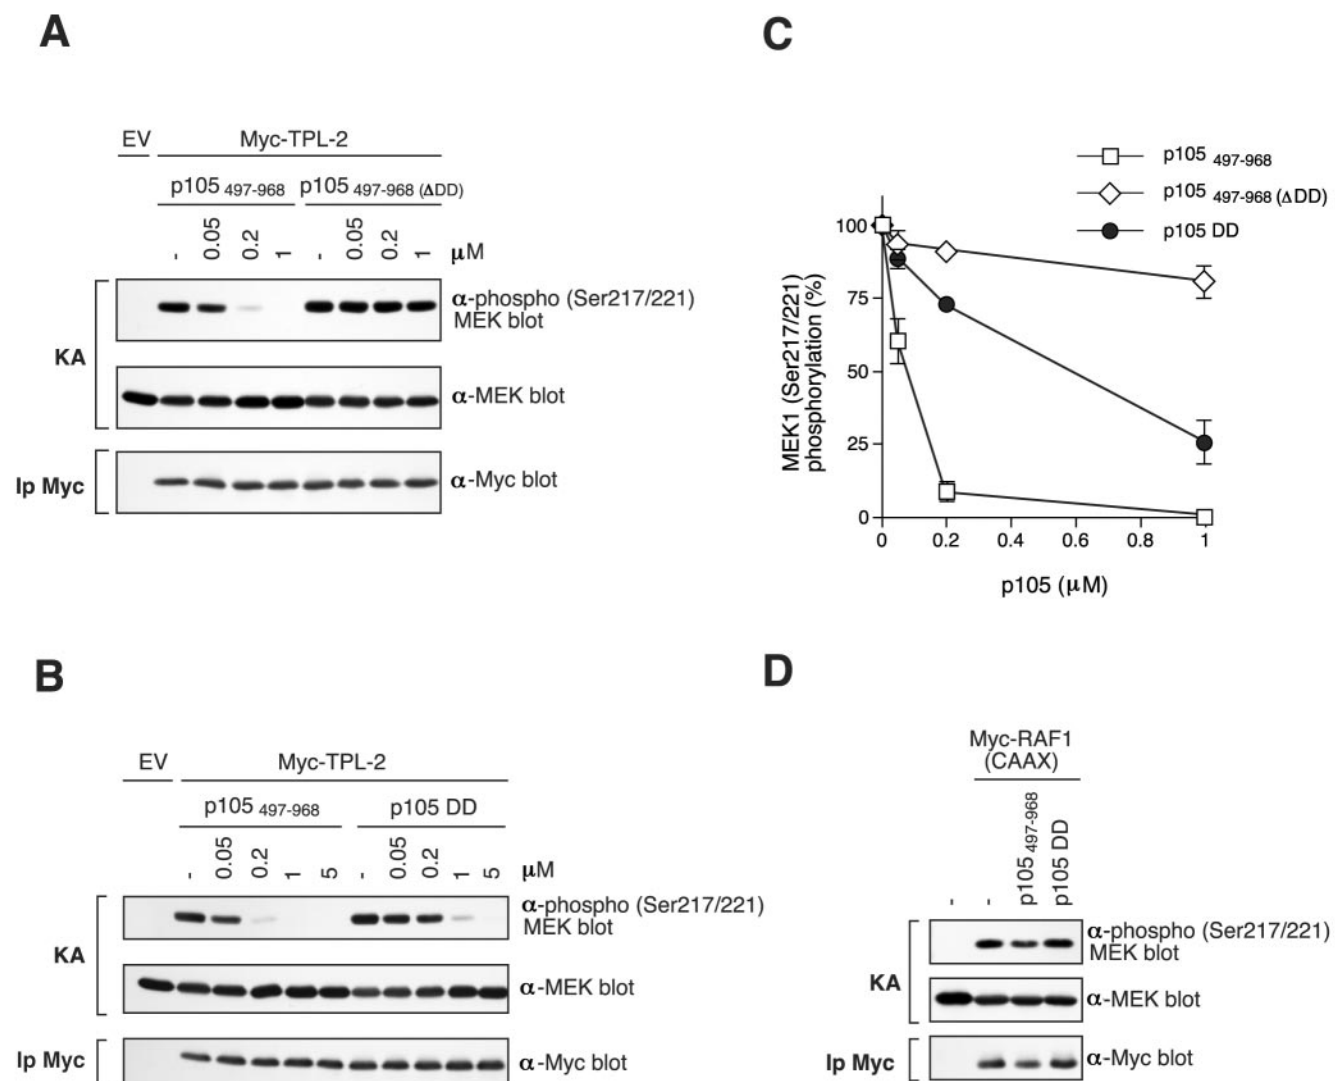 A
EV Myc-TPL-2
p105 497-968 p105 497-968 (ΔDD)
- 0.05 0.2 1 - 0.05 0.2 1 μM
KA
α-phospho (Ser217/221)
MEK blot
α-MEK blot
Ip Myc
α-Myc blot
B
EV Myc-TPL-2
p105 497-968 p105 DD
- 0.05 0.2 1 5 - 0.05 0.2 1 5 μM
KA
α-phospho (Ser217/221)
MEK blot
α-MEK blot
Ip Myc
α-Myc blot
C
p105 497-968
p105 497-968 (ΔDD)
p105 DD
MEK1 (Ser217/221)
phosphorylation (%)
100
75
50
25
0
0 0.2 0.4 0.6 0.8 1
p105 (μM)
D
Myc-RAF1
(CAAX)
- - p105 497-968 p105 DD
KA
α-phospho (Ser217/221)
MEK blot
α-MEK blot
Ip Myc
α-Myc blot